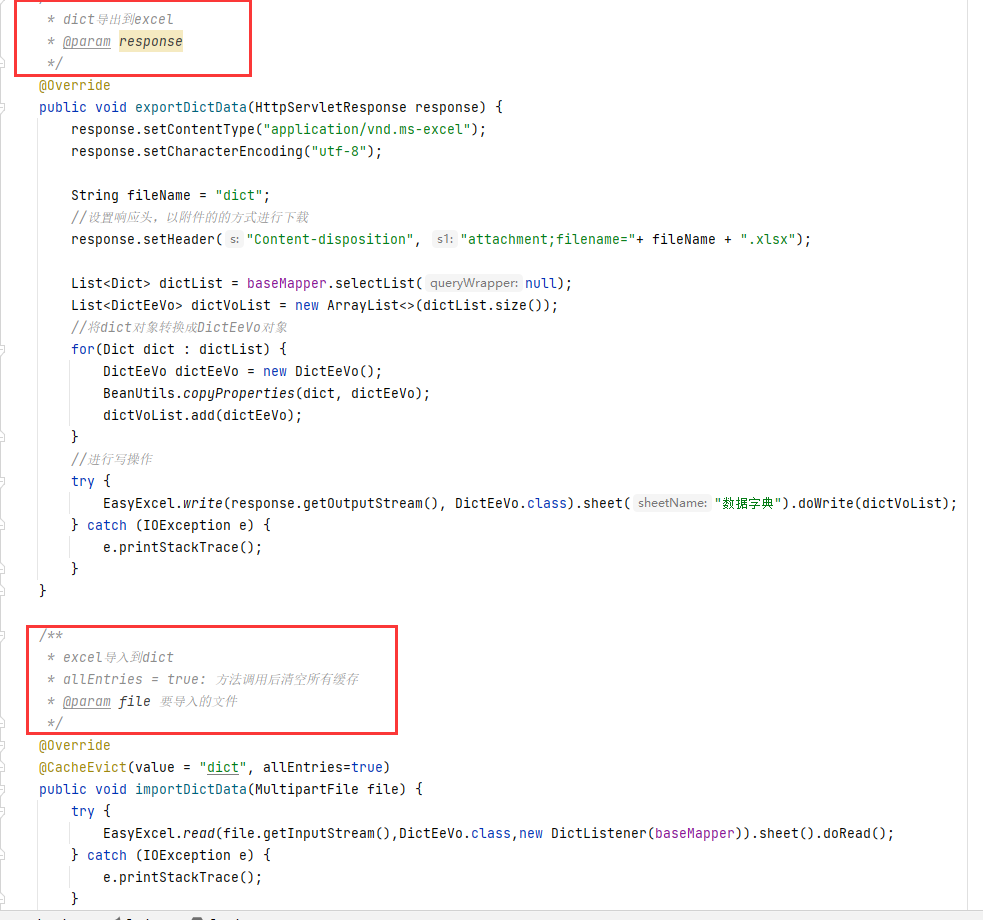 * dict导出到excel
* @param response
*/
@Override
public void exportDictData(HttpServletResponse response) {
response.setContentType("application/vnd.ms-excel");
response.setCharacterEncoding("utf-8");
String fileName = "dict";
//设置响应头，以附件的的方式进行下载
response.setHeader( s: "Content-disposition", s1: "attachment;filename="+ fileName + ".xlsx");
List<Dict> dictList = baseMapper.selectList( queryWrapper: null);
List<DictEeVo> dictVoList = new ArrayList<>(dictList.size());
//将dict对象转换成DictEeVo对象
for(Dict dict : dictList) {
DictEeVo dictEeVo = new DictEeVo();
BeanUtils.copyProperties(dict, dictEeVo);
dictVoList.add(dictEeVo);
}
//进行写操作
try {
EasyExcel.write(response.getOutputStream(), DictEeVo.class).sheet( sheetName: "数据字典").doWrite(dictVoList);
} catch (IOException e) {
e.printStackTrace();
}
}
/**
* excel导入到dict
* allEntries = true: 方法调用后清空所有缓存
* @param file 要导入的文件
*/
@Override
@CacheEvict(value = "dict", allEntries=true)
public void importDictData(MultipartFile file) {
try {
EasyExcel.read(file.getInputStream(),DictEeVo.class,new DictListener(baseMapper)).sheet().doRead();
} catch (IOException e) {
e.printStackTrace();
}